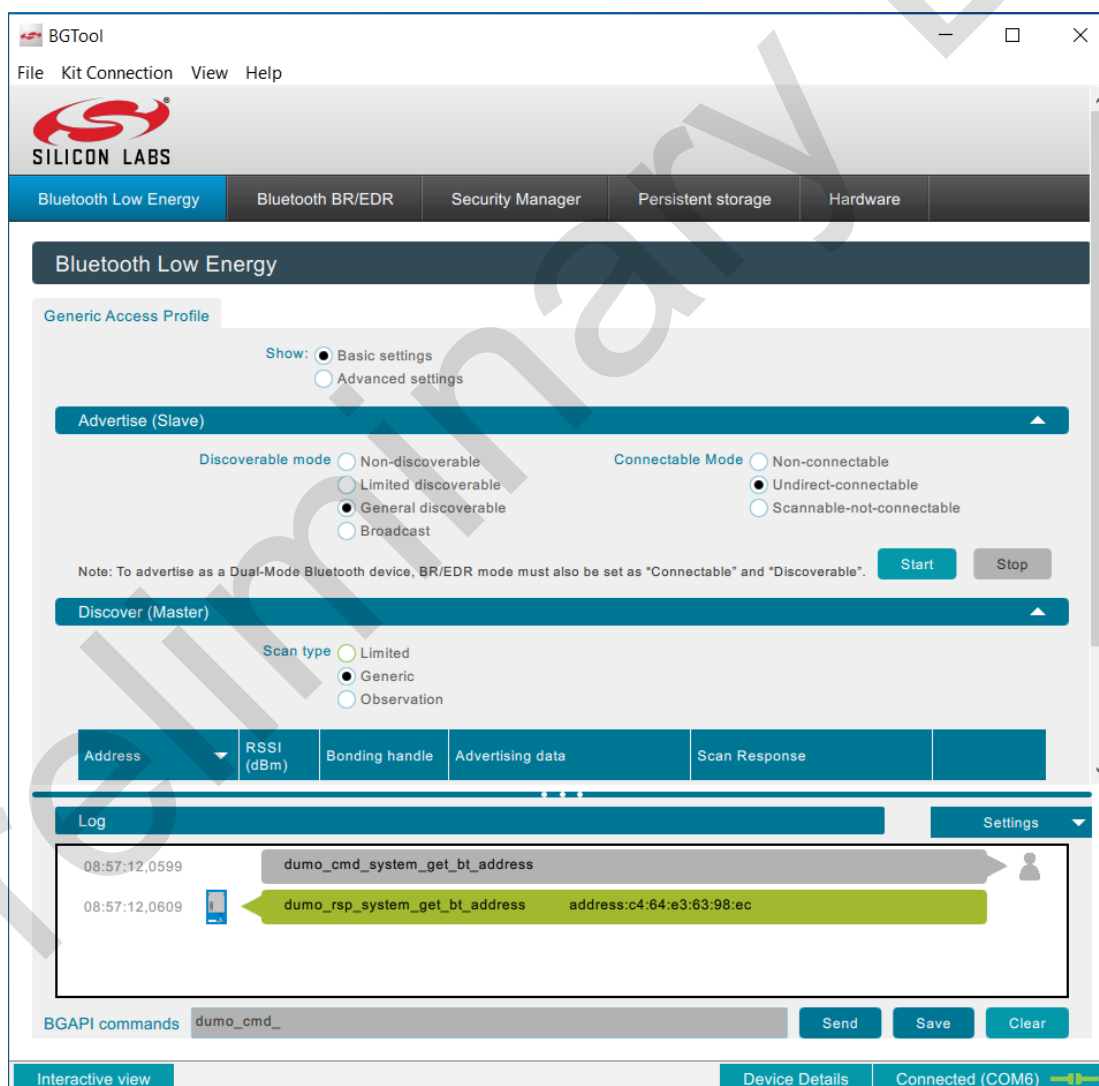 BGTool
File Kit Connection View Help
SILICON LABS
Bluetooth Low Energy Bluetooth BR/EDR Security Manager Persistent storage Hardware
Bluetooth Low Energy
Generic Access Profile
Show: Basic settings
Advanced settings
Advertise (Slave)
Discoverable mode Non-discoverable Connectable Mode Non-connectable
Limited discoverable Undirect-connectable
General discoverable Scannable-not-connectable
Broadcast
Note: To advertise as a Dual-Mode Bluetooth device, BR/EDR mode must also be set as "Connectable" and "Discoverable". Start Stop
Discover (Master)
Scan type Limited
Generic
Observation
Address RSSI (dBm) Bonding handle Advertising data Scan Response
Log Settings
08:57:12,0599 dumo_cmd_system_get_bt_address
08:57:12,0609 dumo_rsp_system_get_bt_address address:c4:64:e3:63:98:ec
BGAPI commands dumo_cmd_ Send Save Clear
Interactive view Device Details Connected (COM6)